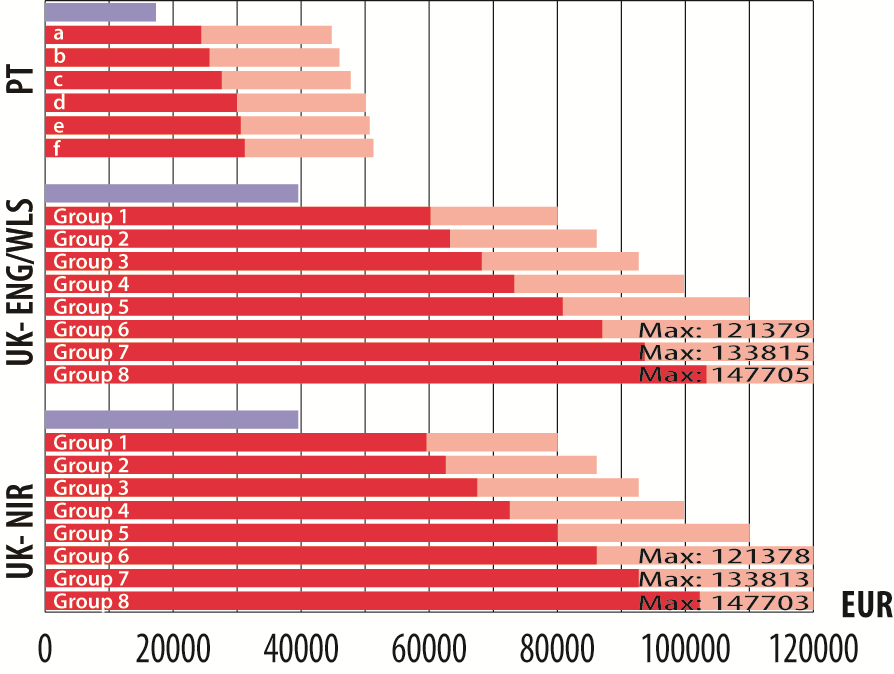 PT
a
b
c
d
e
f
UK- ENG/WLS
Group 1
Group 2
Group 3
Group 4
Group 5
Group 6 Max: 121379
Group 7 Max: 133815
Group 8 Max: 147705
UK- NIR
Group 1
Group 2
Group 3
Group 4
Group 5
Group 6 Max: 121378
Group 7 Max: 133813
Group 8 Max: 147703
EUR
0 20000 40000 60000 80000 100000 120000